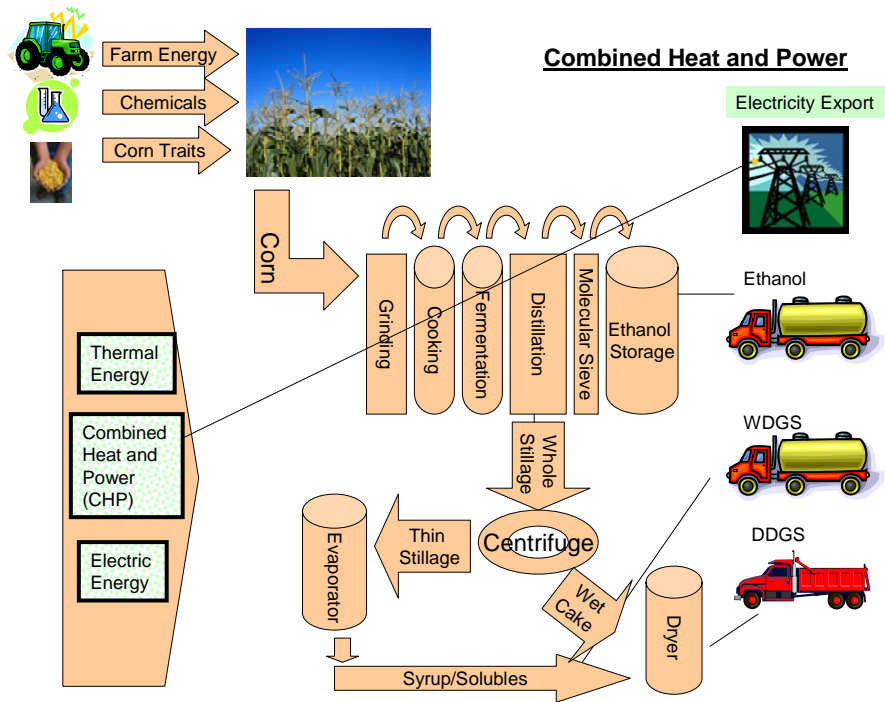 Combined Heat and Power
Farm Energy
Chemicals
Corn Traits
Electricity Export
Corn
Grinding
Cooking
Fermentation
Distillation
Molecular Sieve
Ethanol
Storage
Ethanol
Thermal
Energy
Combined
Heat and
Power
(CHP)
Electric
Energy
Whole
Stillage
WDGS
Centrifuge
Thin
Stillage
Evaporator
Wet
Cake
DDGS
Dryer
Syrup/Solubles